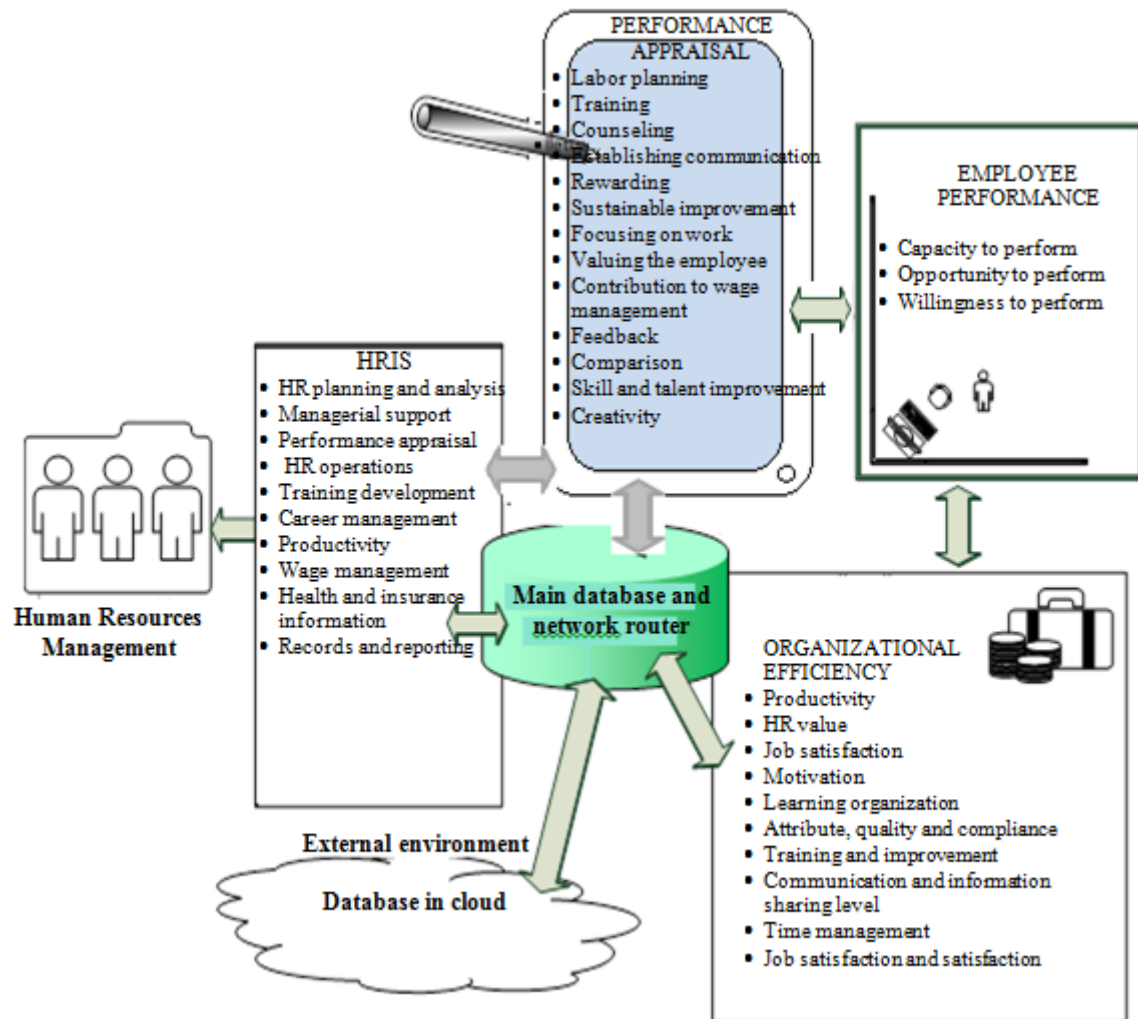 PERFORMANCE
APPRAISAL
• Labor planning
• Training
• Counseling
• Establishing communication
• Rewarding
• Sustainable improvement
• Focusing on work
• Valuing the employee
• Contribution to wage
management
• Feedback
• Comparison
• Skill and talent improvement
• Creativity
EMPLOYEE
PERFORMANCE
• Capacity to perform
• Opportunity to perform
• Willingness to perform
HRIS
• HR planning and analysis
• Managerial support
• Performance appraisal
• HR operations
• Training development
• Career management
• Productivity
• Wage management
• Health and insurance
information
• Records and reporting
Human Resources
Management
Main database and
network router
ORGANIZATIONAL
EFFICIENCY
• Productivity
• HR value
• Job satisfaction
• Motivation
• Learning organization
• Attribute, quality and compliance
• Training and improvement
• Communication and information
sharing level
• Time management
• Job satisfaction and satisfaction
External environment
Database in cloud